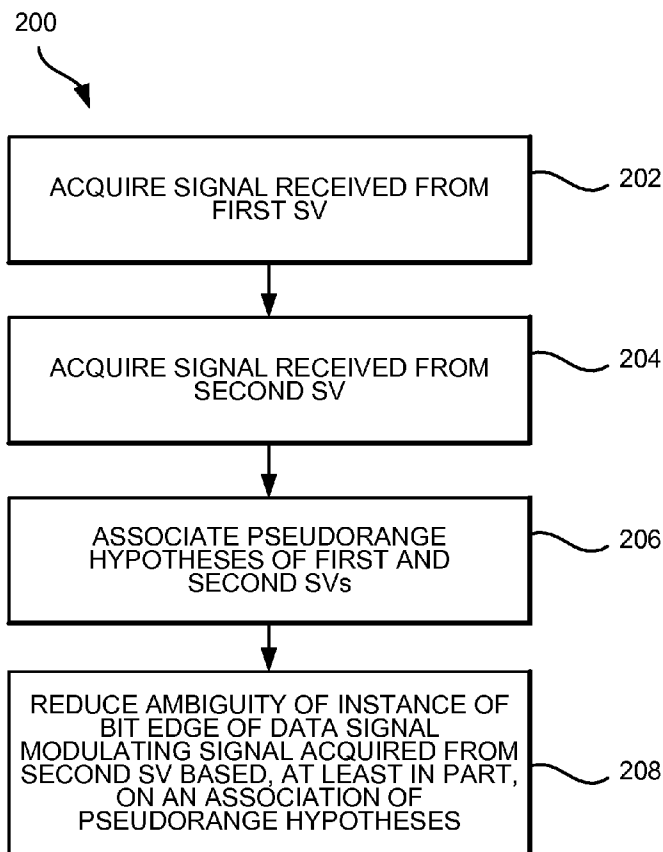 200
ACQUIRE SIGNAL RECEIVED FROM
FIRST SV
202
ACQUIRE SIGNAL RECEIVED FROM
SECOND SV
204
ASSOCIATE PSEUDORANGE
HYPOTHESES OF FIRST AND
SECOND SVs
206
REDUCE AMBIGUITY OF INSTANCE OF
BIT EDGE OF DATA SIGNAL
MODULATING SIGNAL ACQUIRED FROM
SECOND SV BASED, AT LEAST IN PART,
ON AN ASSOCIATION OF
PSEUDORANGE HYPOTHESES
208